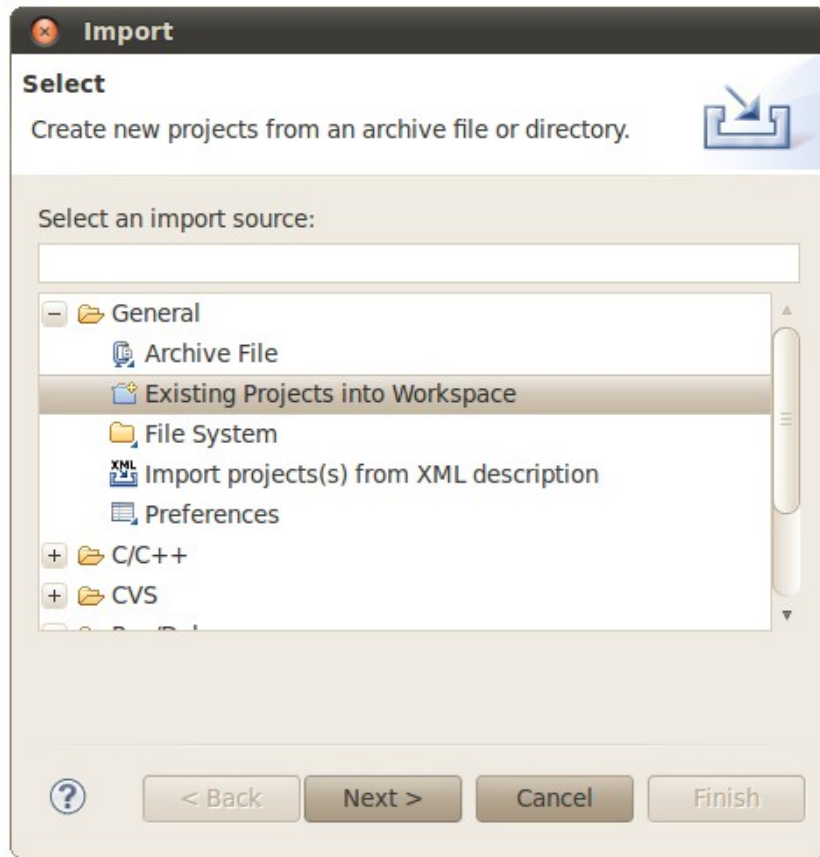 Import
Select
Create new projects from an archive file or directory.
Select an import source:
General
Archive File
Existing Projects into Workspace
File System
XML
Import projects(s) from XML description
Preferences
C/C++
CVS
< Back
Next >
Cancel
Finish